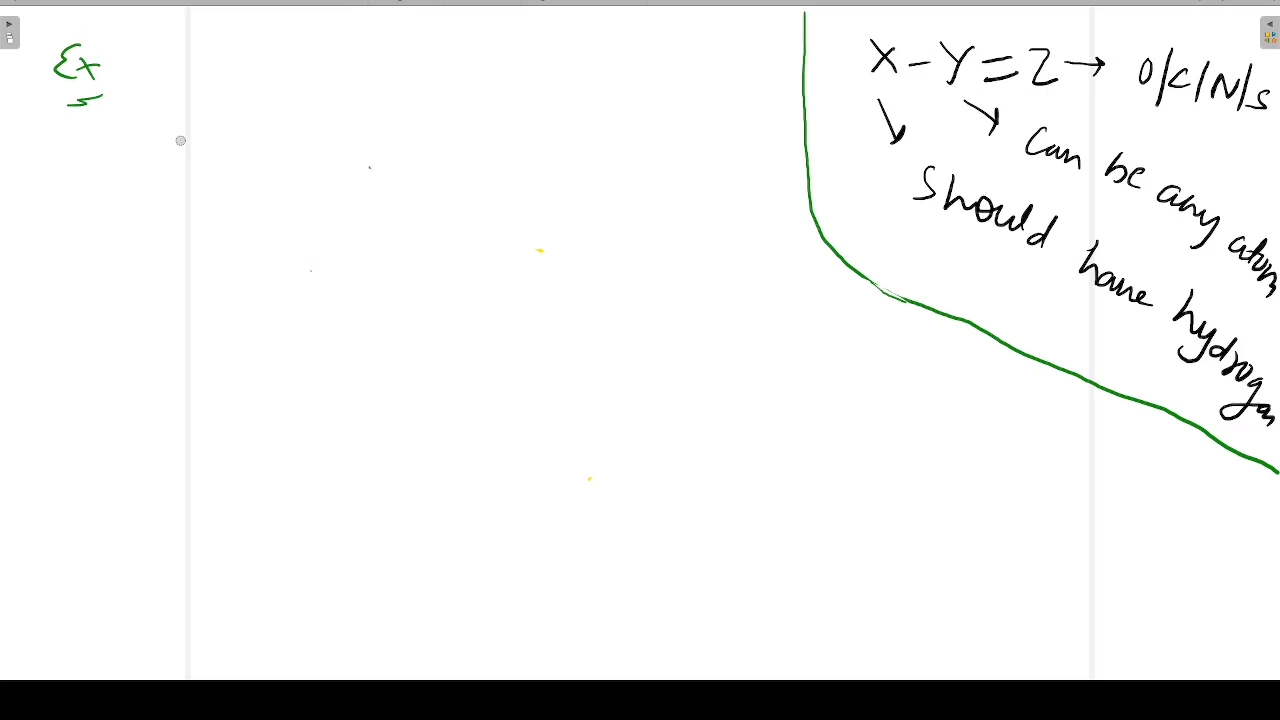 Ex
X-Y=Z → O/C/N/S
can be any atom
should have hydrogen